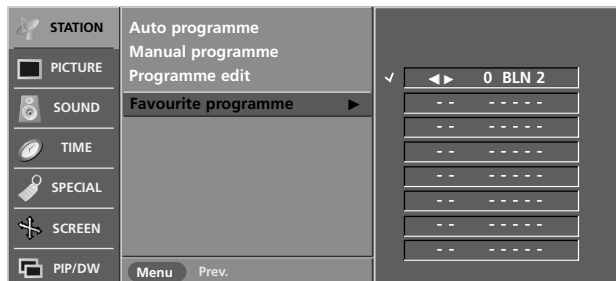 STATION
PICTURE
SOUND
TIME
SPECIAL
SCREEN
PIP/DW
Auto programme
Manual programme
Programme edit
Favourite programme ▶
Menu Prev.
✓ ◀▶ 0 BLN 2
- - - - - - -
- - - - - - -
- - - - - - -
- - - - - - -
- - - - - - -
- - - - - - -
- - - - - - -